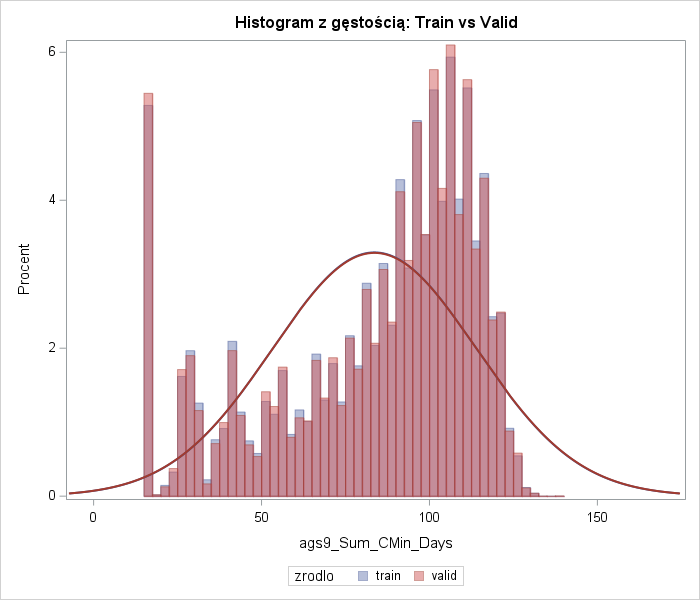 Histogram z gęstością: Train vs Valid
6
4
2
0
Procent
0 50 100 150
ags9_Sum_CMin_Days
zrodlo train valid